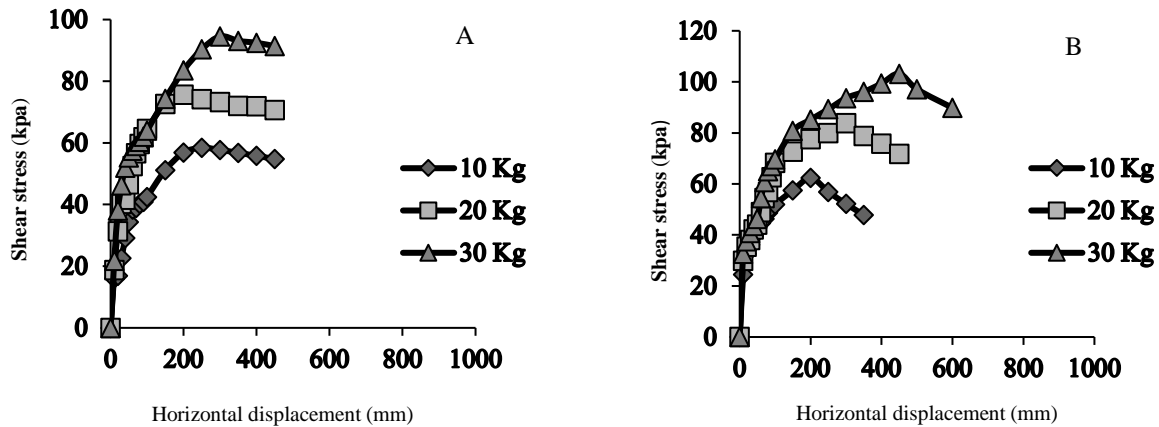 A
Shear stress (kpa)
100
80
60
40
20
0
0 200 400 600 800 1000
Horizontal displacement (mm)
10 Kg
20 Kg
30 Kg
B
Shear stress (kpa)
120
100
80
60
40
20
0
0 200 400 600 800 1000
Horizontal displacement (mm)
10 Kg
20 Kg
30 Kg